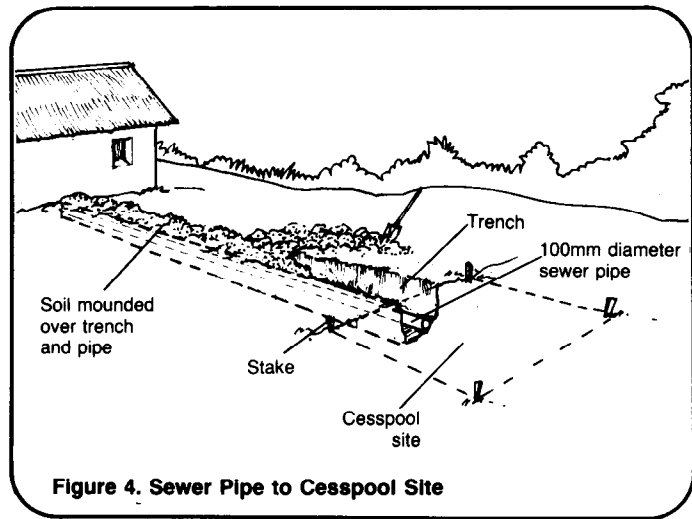 Trench
100mm diameter
sewer pipe
Soil mounded
over trench
and pipe
Stake
Cesspool
site
Figure 4. Sewer Pipe to Cesspool Site